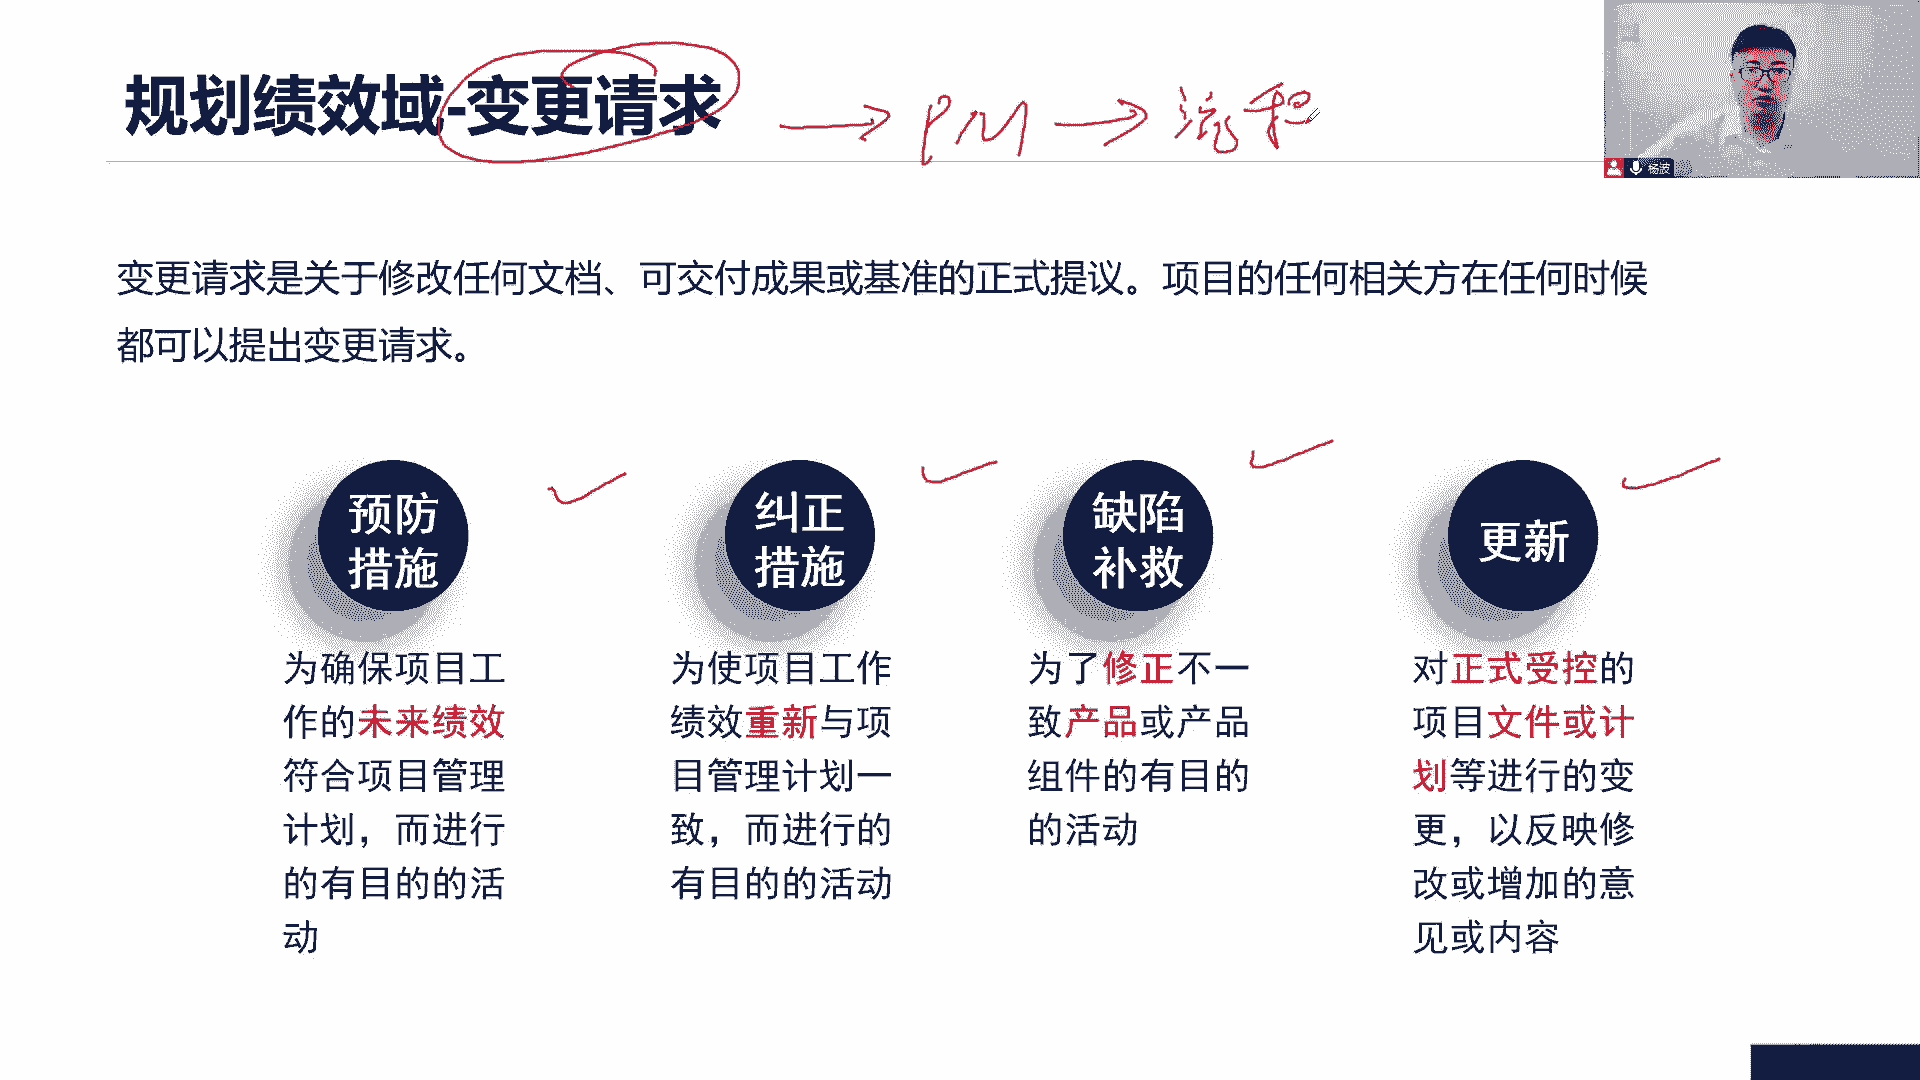 规划绩效域-变更请求 → PM → 流程
杨波
变更请求是关于修改任何文档、可交付成果或基准的正式提议。项目的任何相关方在任何时候
都可以提出变更请求。
预防
措施
为确保项目工
作的未来绩效
符合项目管理
计划，而进行
的有目的的活
动
纠正
措施
为使项目工作
绩效重新与项
目管理计划一
致，而进行的
有目的的活动
缺陷
补救
为了修正不一
致产品或产品
组件的有目的
的活动
更新
对正式受控的
项目文件或计
划等进行的变
更，以反映修
改或增加的意
见或内容